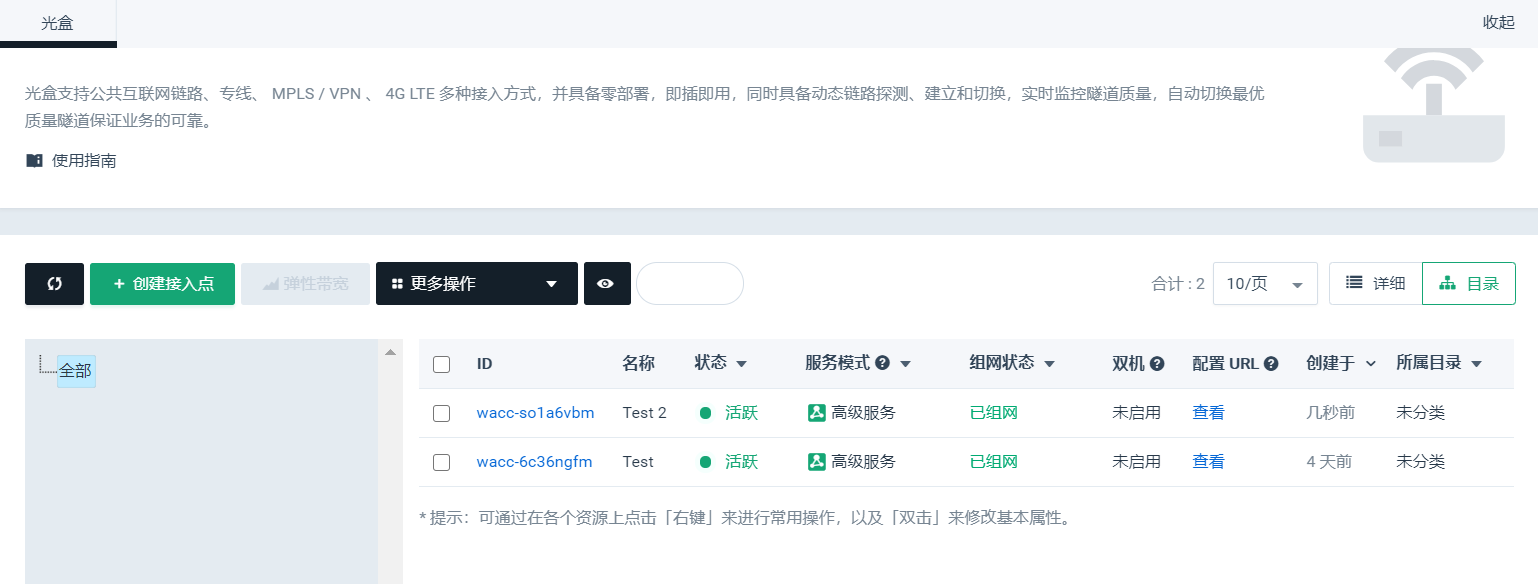 光盒
收起
光盒支持公共互联网链路、专线、 MPLS / VPN 、 4G LTE 多种接入方式，并具备零部署，即插即用，同时具备动态链路探测、建立和切换，实时监控隧道质量，自动切换最优
质量隧道保证业务的可靠。
使用指南
+ 创建接入点 弹性带宽 更多操作 合计 : 2 10/页 详细 目录
全部
ID 名称 状态 服务模式 ? 组网状态 双机 ? 配置 URL ? 创建于 所属目录
wacc-so1a6vbm Test 2 活跃 高级服务 已组网 未启用 查看 几秒前 未分类
wacc-6c36ngfm Test 活跃 高级服务 已组网 未启用 查看 4 天前 未分类
* 提示：可通过在各个资源上点击「右键」来进行常用操作，以及「双击」来修改基本属性。